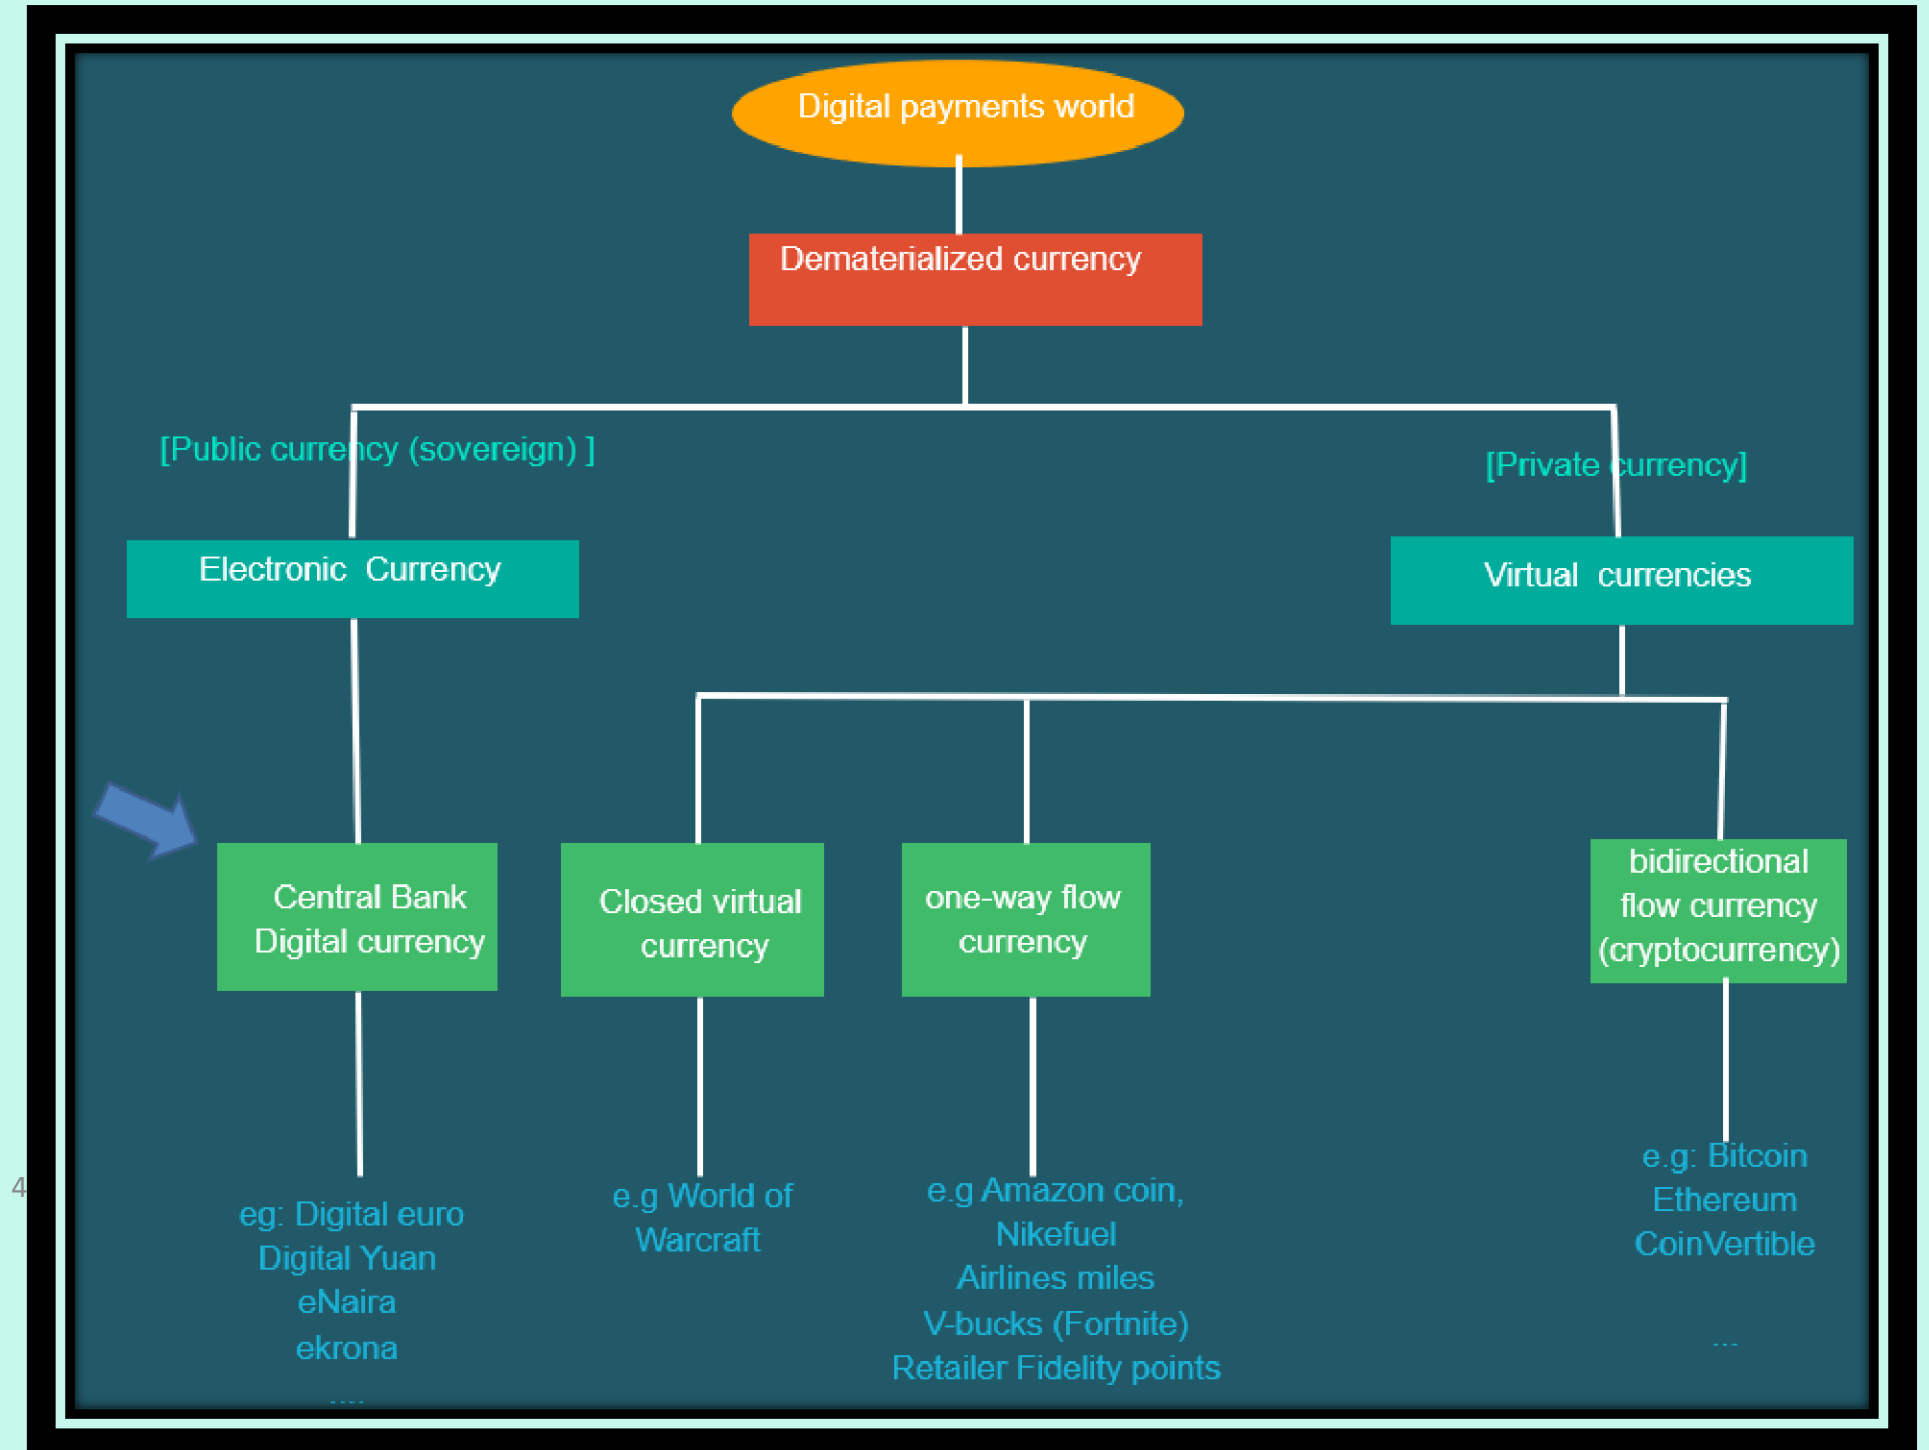 Digital payments world
Dematerialized currency
[Public currency (sovereign) ]
[Private currency]
Electronic Currency
Virtual currencies
Central Bank
Digital currency
Closed virtual
currency
one-way flow
currency
bidirectional
flow currency
(cryptocurrency)
eg: Digital euro
Digital Yuan
eNaira
ekrona
....
e.g World of
Warcraft
e.g Amazon coin,
Nikefuel
Airlines miles
V-bucks (Fortnite)
Retailer Fidelity points
e.g: Bitcoin
Ethereum
CoinVertible
...
4